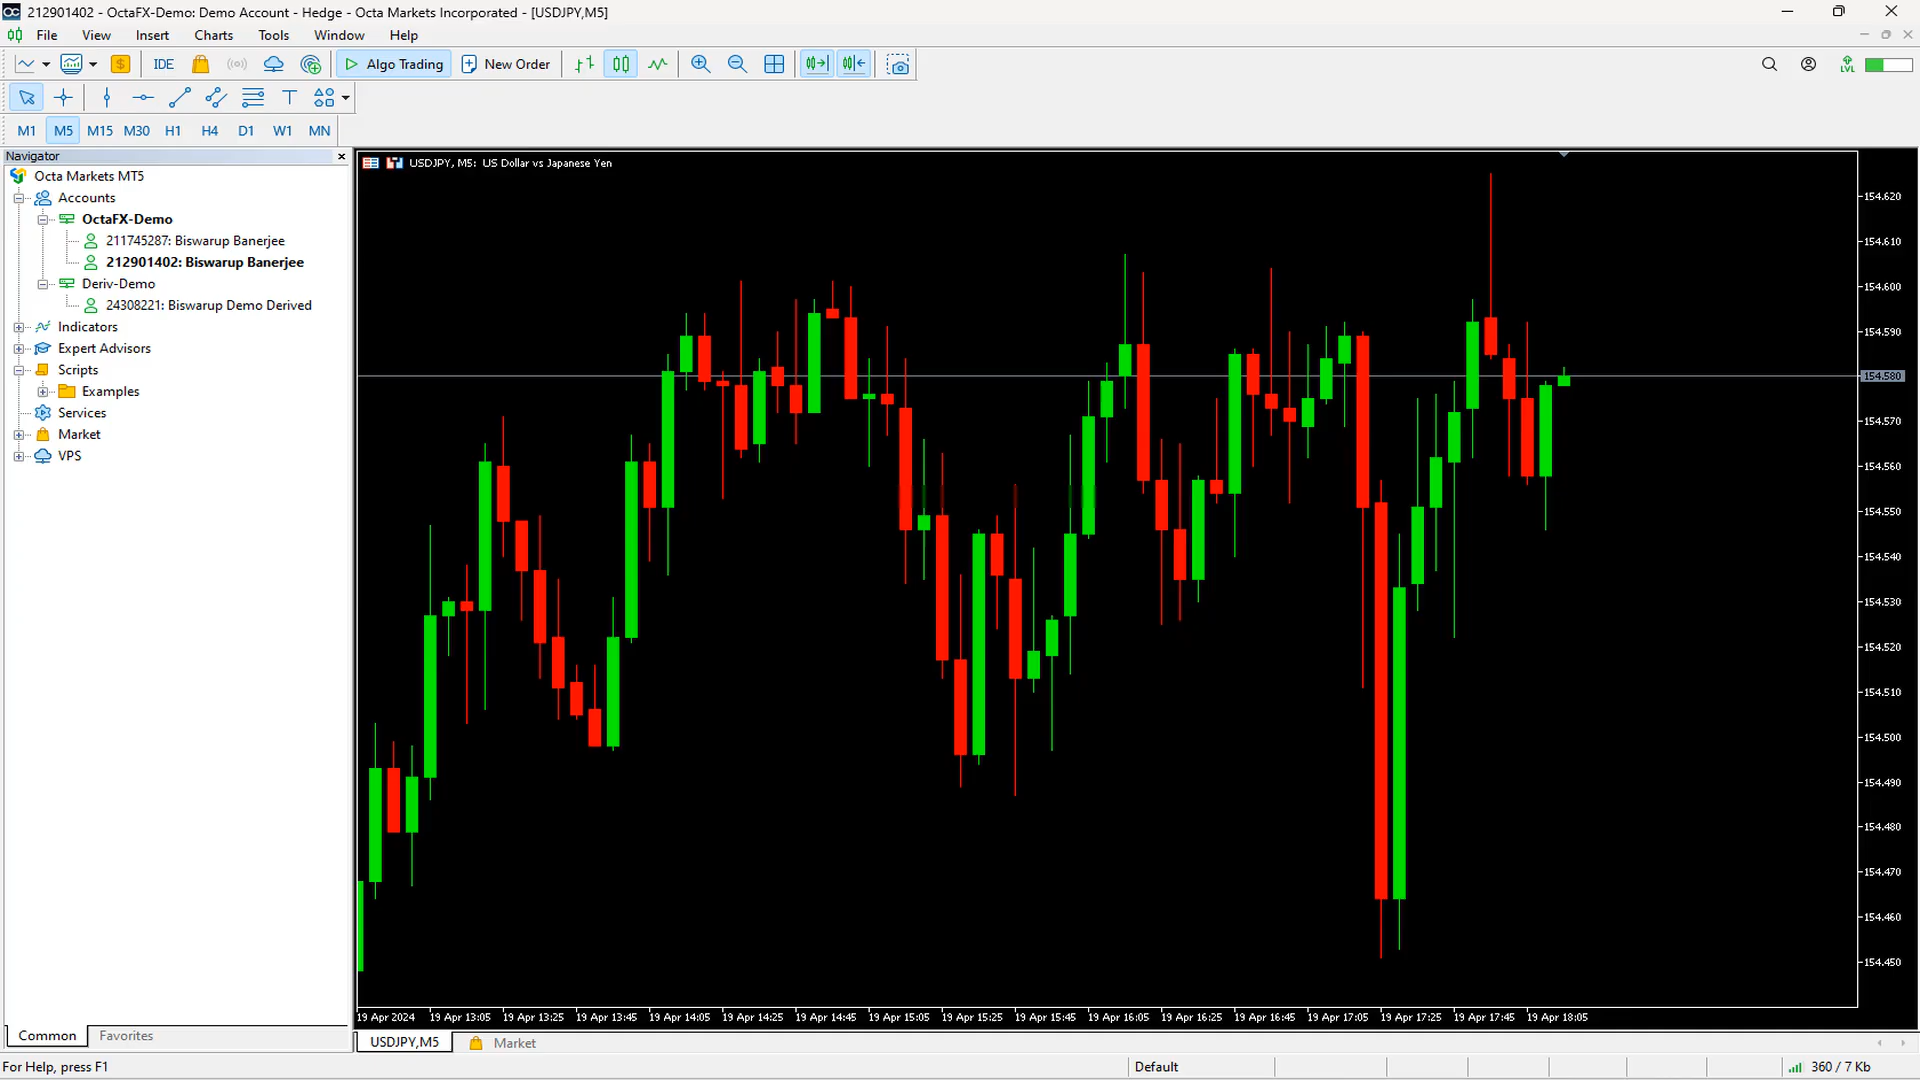 212901402 - OctaFX-Demo: Demo Account - Hedge - Octa Markets Incorporated - [USDJPY,M5]
File View Insert Charts Tools Window Help
IDE Algo Trading New Order LVL
T
M1 M5 M15 M30 H1 H4 D1 W1 MN
Navigator
Octa Markets MT5
Accounts
OctaFX-Demo
211745287: Biswarup Banerjee
212901402: Biswarup Banerjee
Deriv-Demo
24308221: Biswarup Demo Derived
Indicators
Expert Advisors
Scripts
Examples
Services
Market
VPS
Common Favorites
USDJPY, M5: US Dollar vs Japanese Yen
154.620
154.610
154.600
154.590
154.580
154.570
154.560
154.550
154.540
154.530
154.520
154.510
154.500
154.490
154.480
154.470
154.460
154.450
19 Apr 2024 19 Apr 13:05 19 Apr 13:25 19 Apr 13:45 19 Apr 14:05 19 Apr 14:25 19 Apr 14:45 19 Apr 15:05 19 Apr 15:25 19 Apr 15:45 19 Apr 16:05 19 Apr 16:25 19 Apr 16:45 19 Apr 17:05 19 Apr 17:25 19 Apr 17:45 19 Apr 18:05
USDJPY,M5 Market
For Help, press F1 Default 360 / 7 Kb